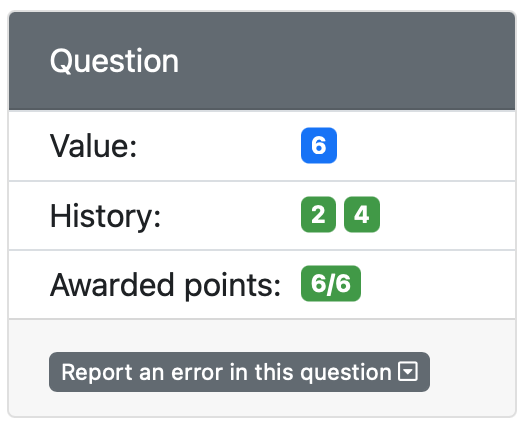 Question
Value: 6
History: 2 4
Awarded points: 6/6
Report an error in this question